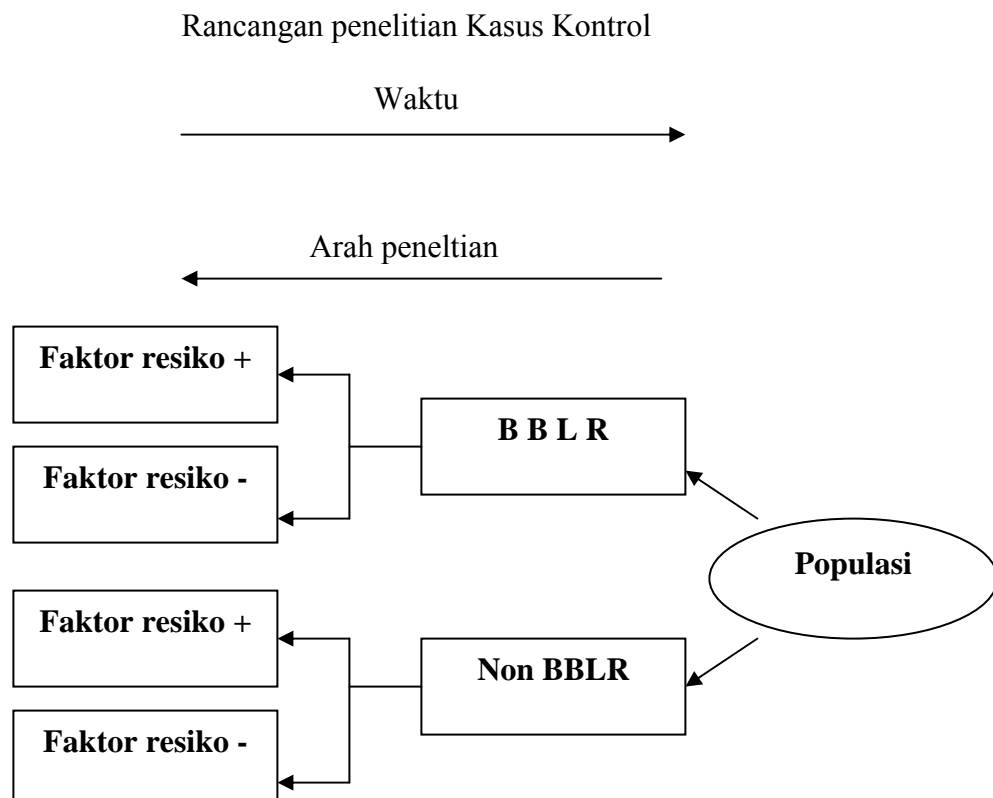 Rancangan penelitian Kasus Kontrol
Waktu
Arah peneltian
Faktor resiko +
B B L R
Faktor resiko -
Populasi
Faktor resiko +
Non BBLR
Faktor resiko -